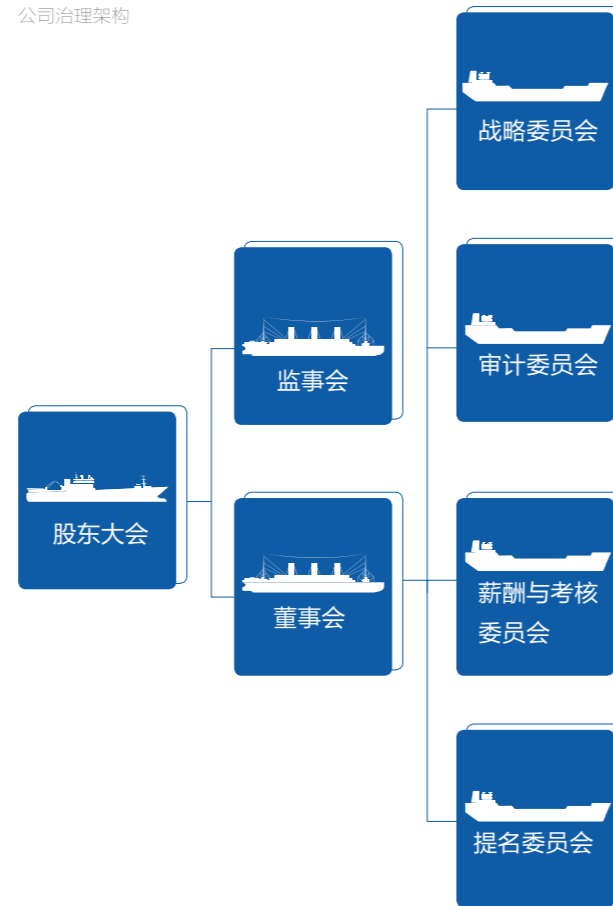 公司治理架构
战略委员会
监事会
审计委员会
股东大会
董事会
薪酬与考核
委员会
提名委员会